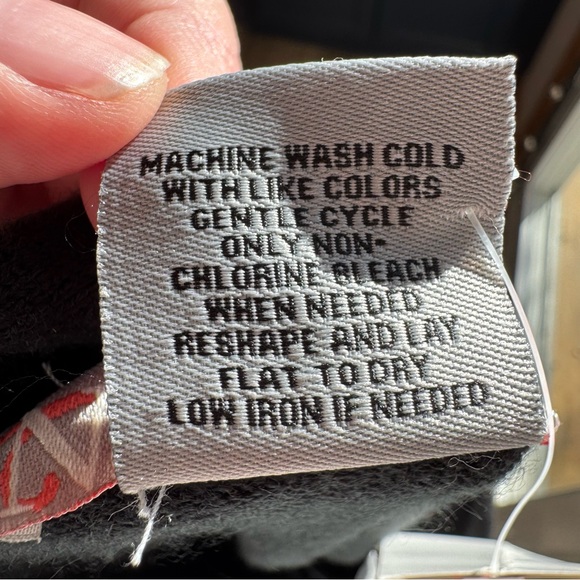 MACHINE WASH COLD
WITH LIKE COLORS
GENTLE CYCLE
ONLY NON-
CHLORINE BLEACH
WHEN NEEDED
RESHAPE AND LAY
FLAT TO DRY
LOW IRON IF NEEDED